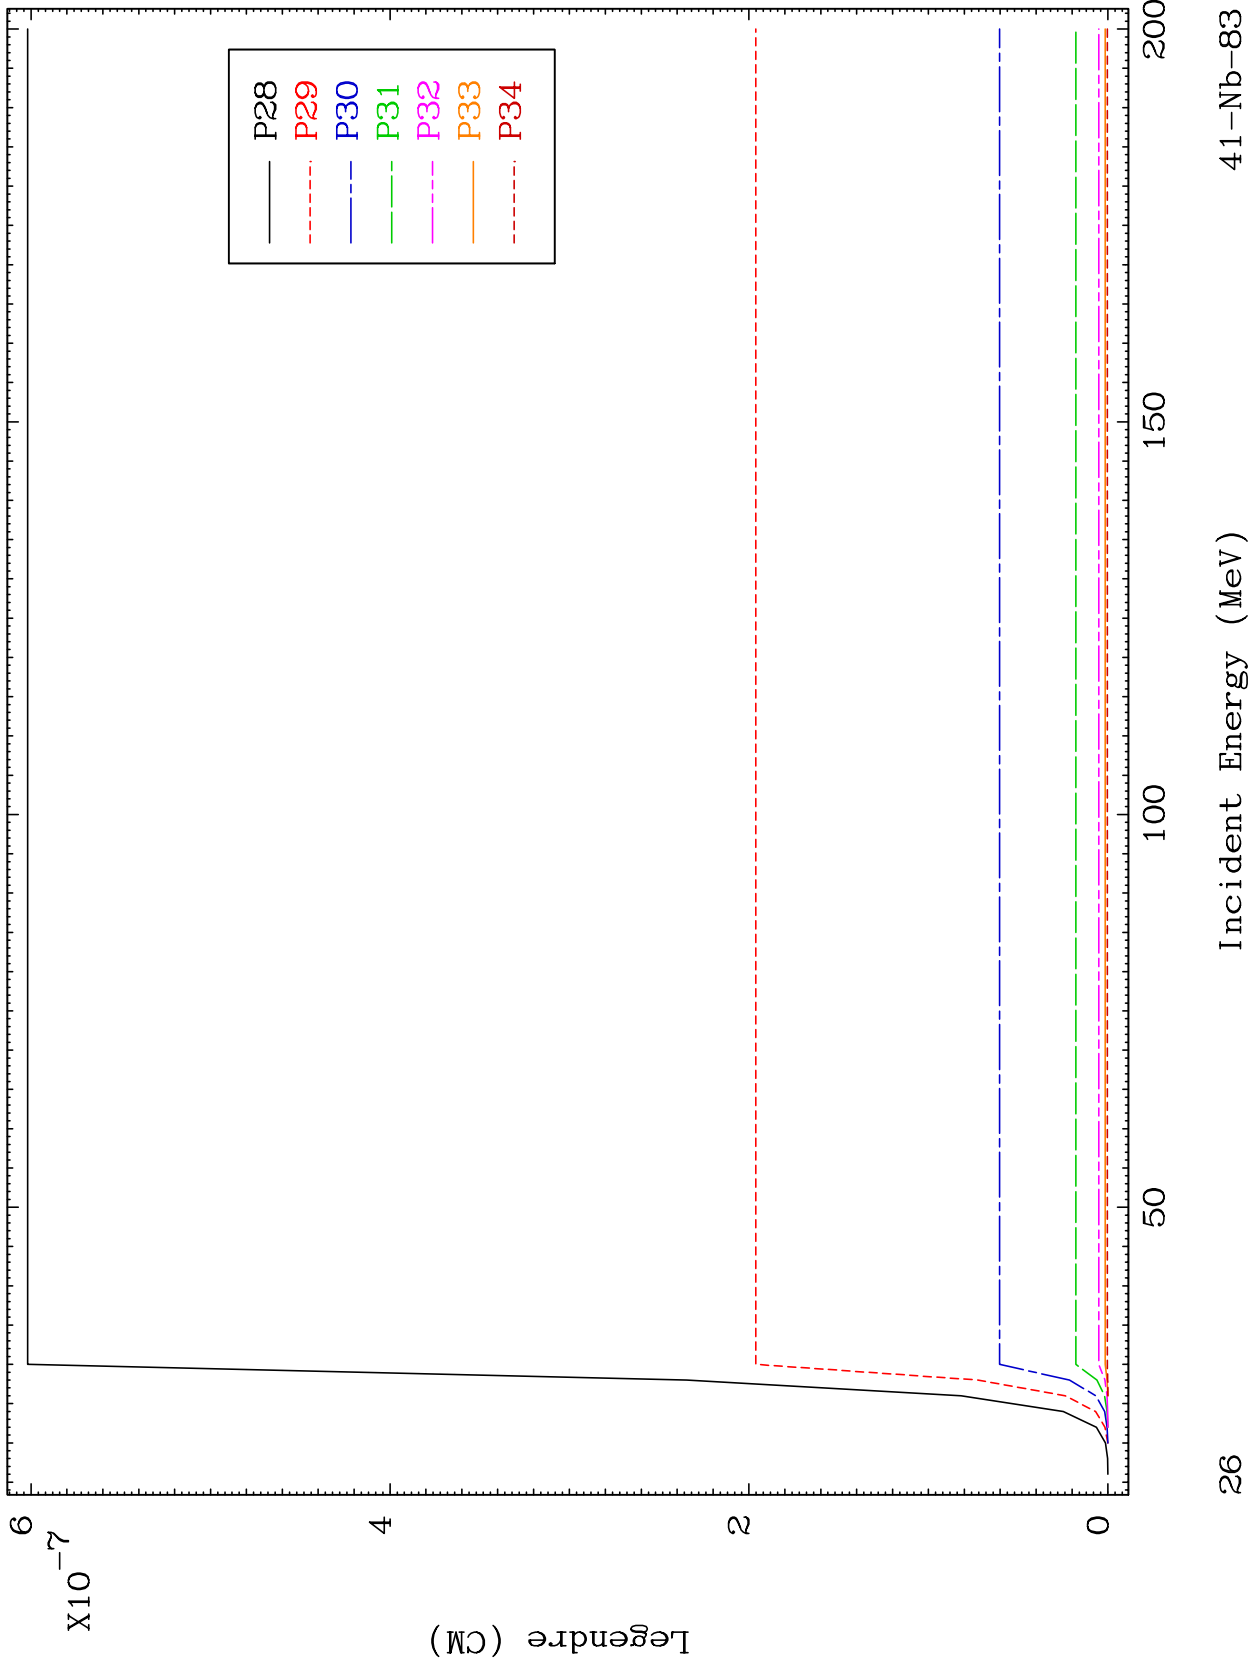 6
4
2
0
X10-7
Legendre (CM)
P28
P29
P30
P31
P32
P33
P34
50
100
150
200
Incident Energy (MeV)
26
41-Nb-83